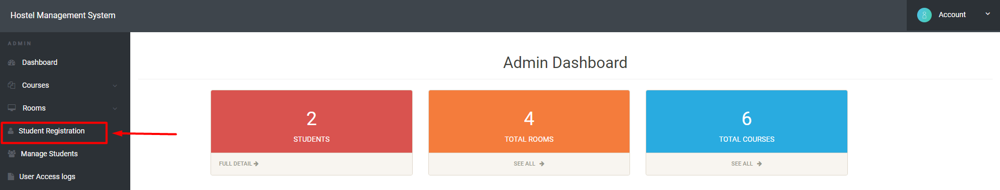 Hostel Management System
Account
ADMIN
Dashboard
Courses
Rooms
Student Registration
Manage Students
User Access logs
Admin Dashboard
2
STUDENTS
FULL DETAIL
4
TOTAL ROOMS
SEE ALL
6
TOTAL COURSES
SEE ALL